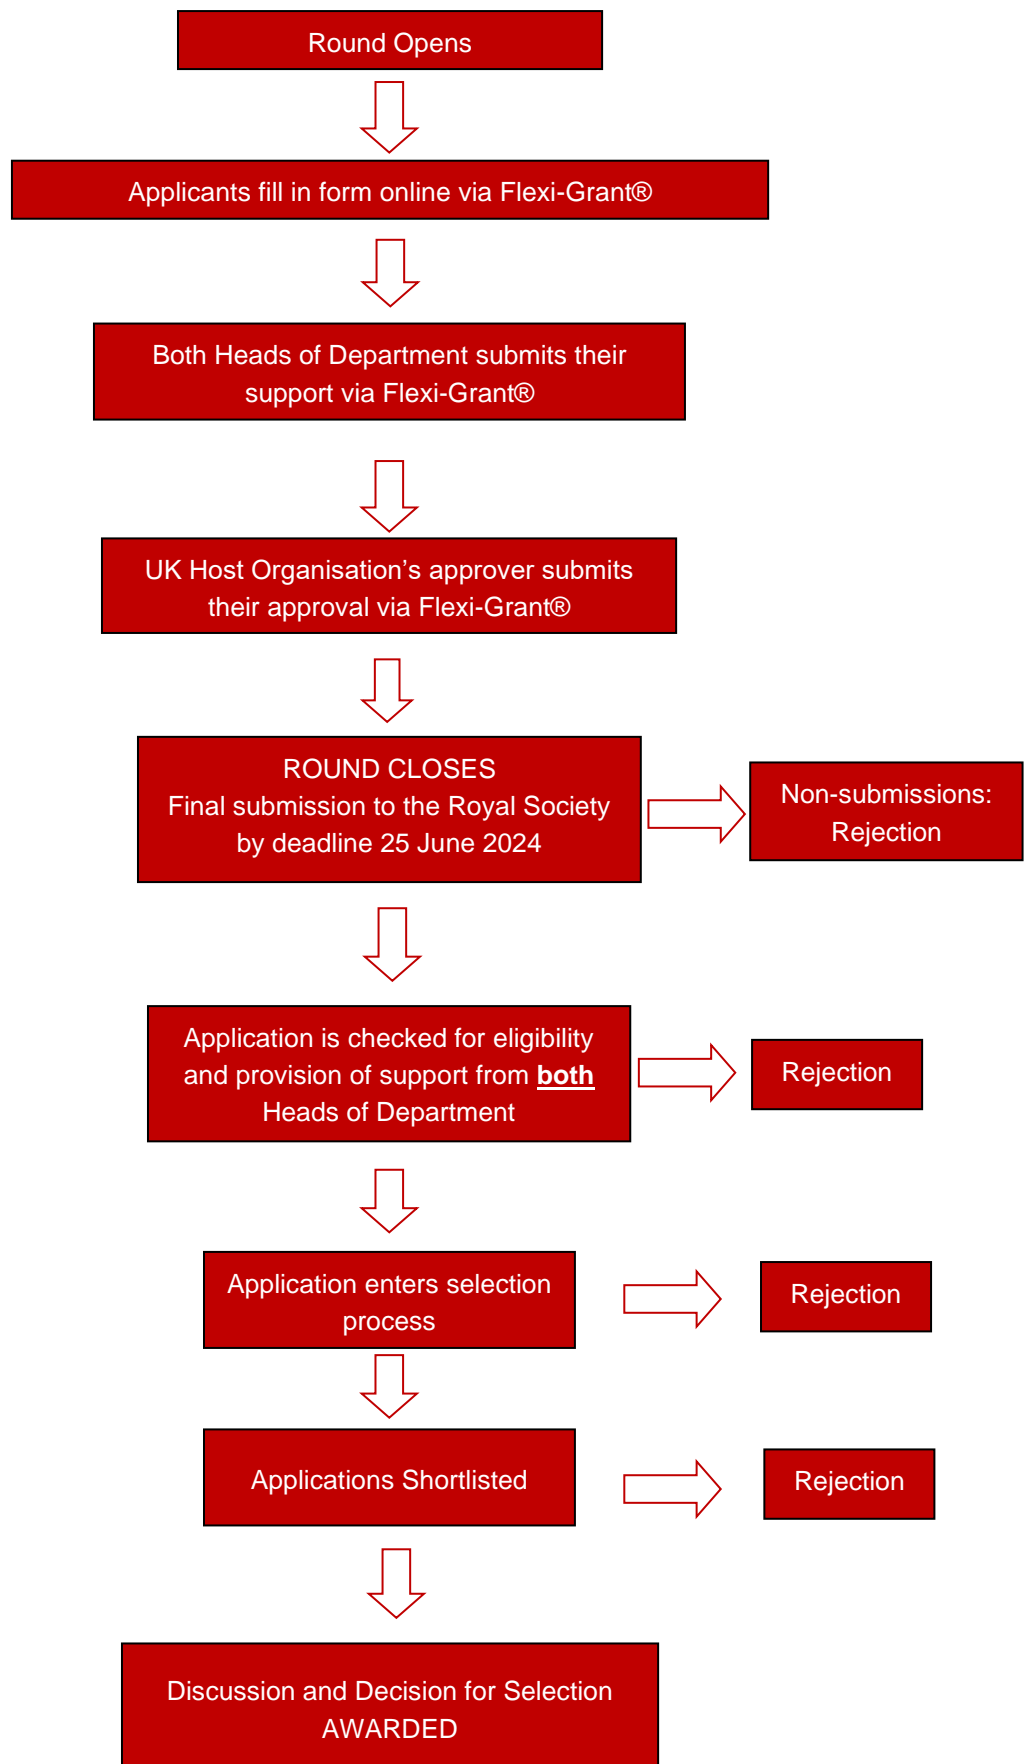 Round Opens
Applicants fill in form online via Flexi-Grant®
Both Heads of Department submits their
support via Flexi-Grant®
UK Host Organisation’s approver submits
their approval via Flexi-Grant®
ROUND CLOSES
Final submission to the Royal Society
by deadline 25 June 2024
Non-submissions:
Rejection
Application is checked for eligibility
and provision of support from both
Heads of Department
Rejection
Application enters selection
process
Rejection
Applications Shortlisted
Rejection
Discussion and Decision for Selection
AWARDED